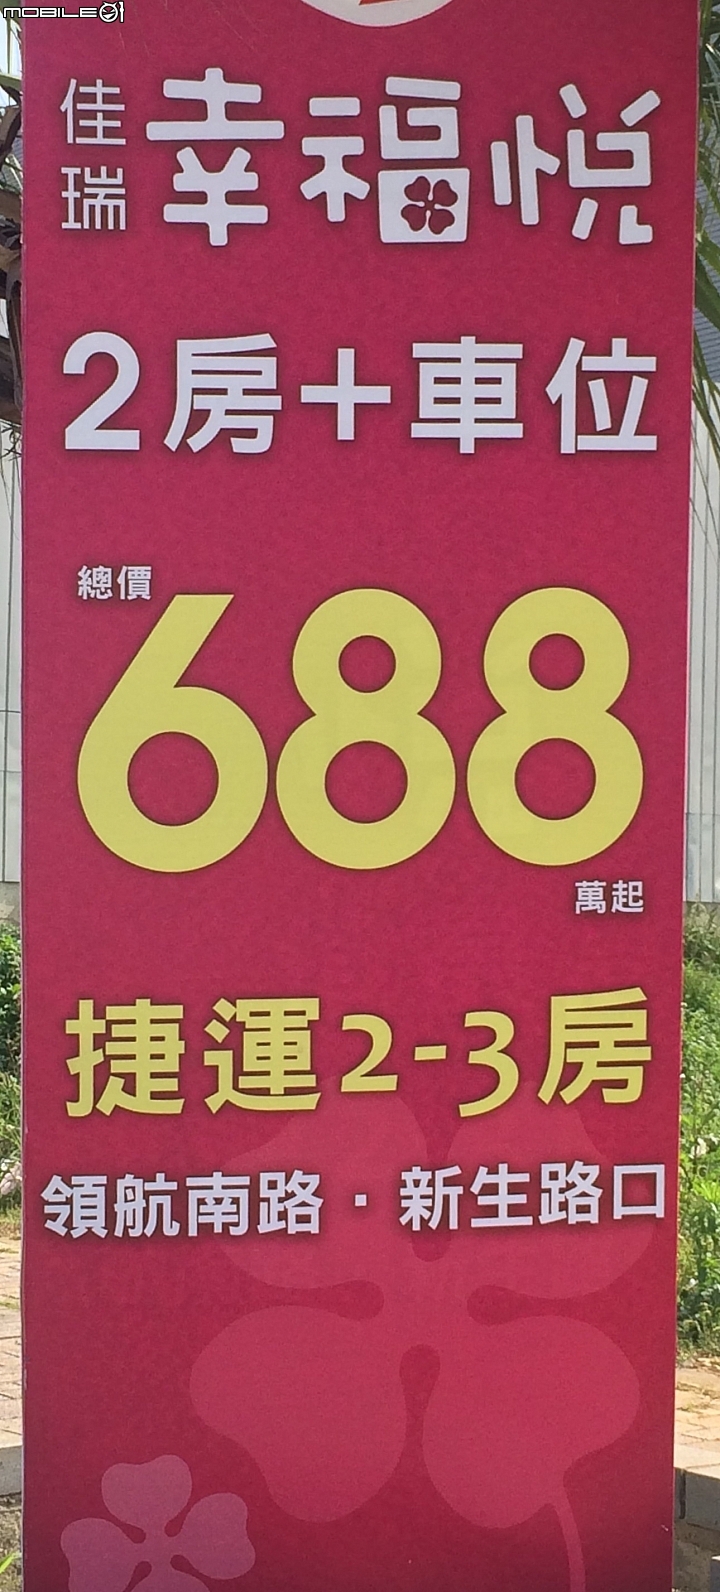 MOBILE01
佳瑞 幸福悅
2房+車位
總價
688
萬起
捷運2-3房
領航南路·新生路口